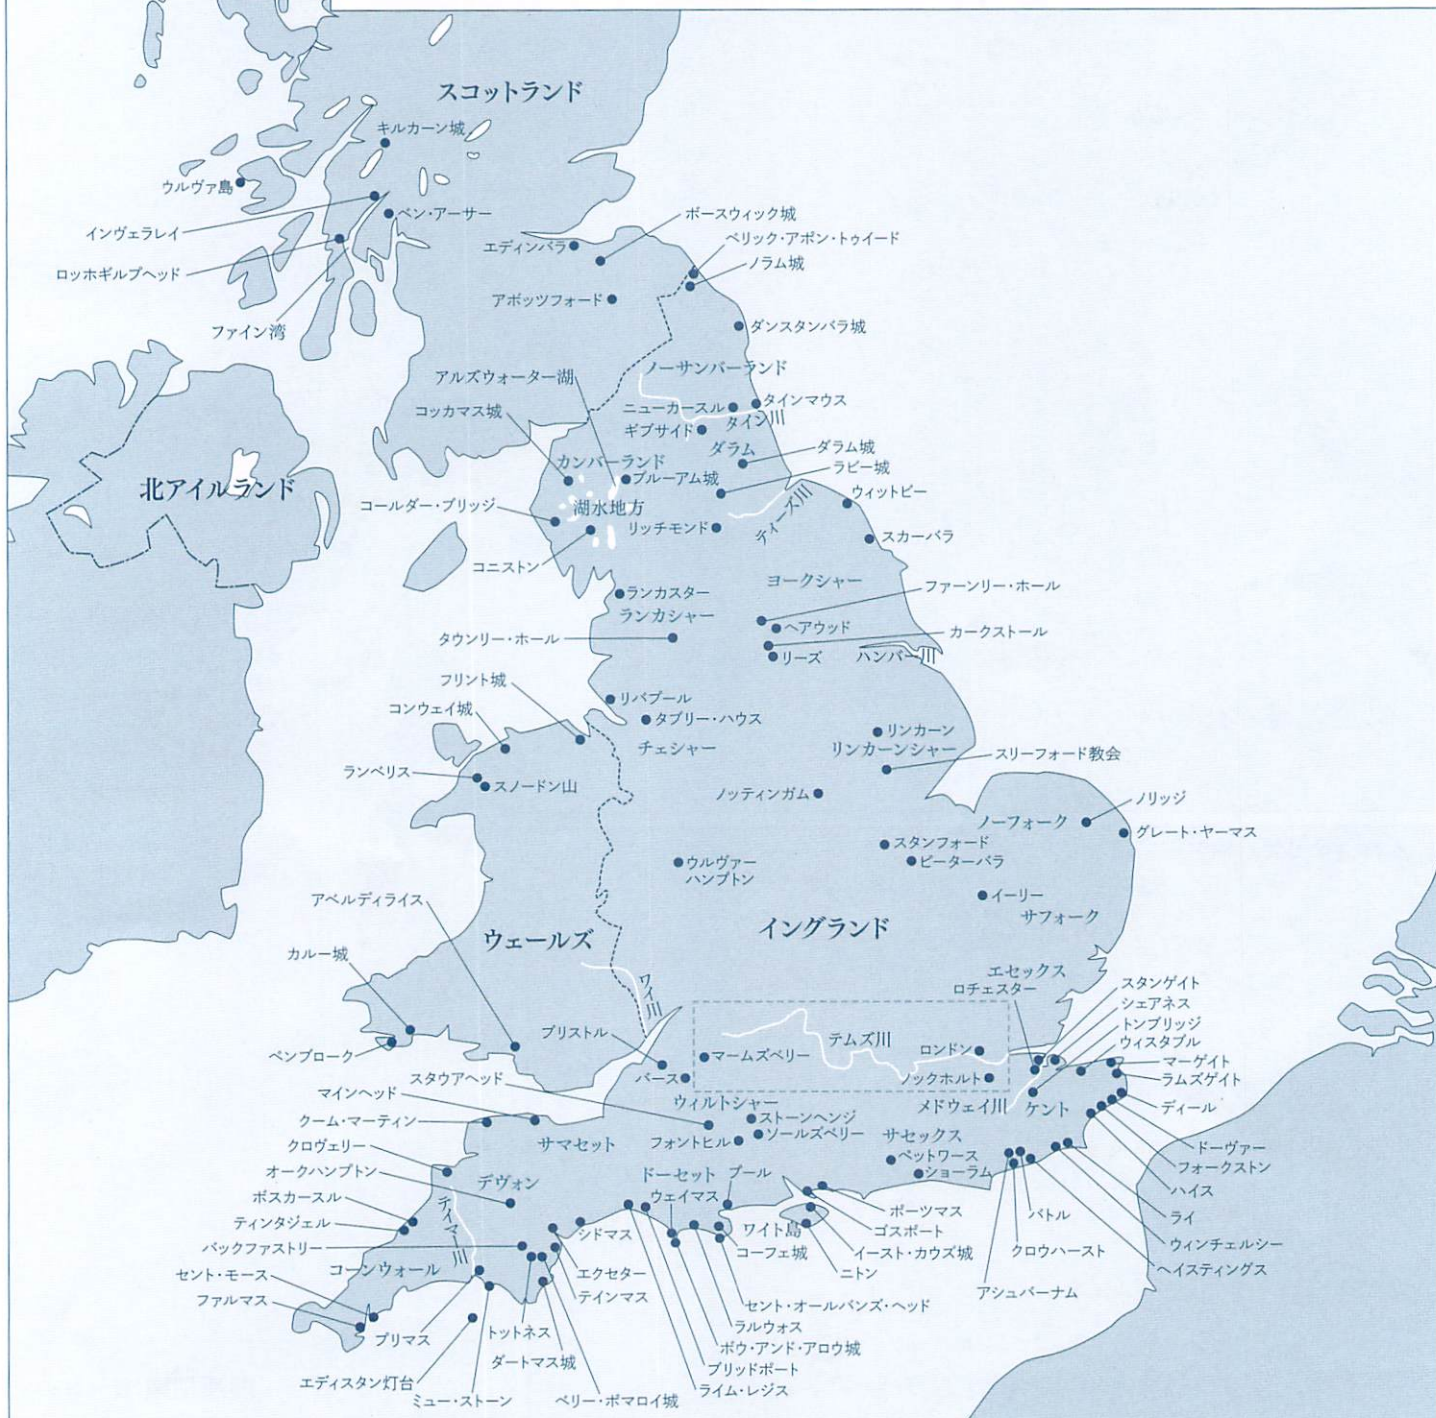 スコットランド
キルカーン城
ウルヴァ島
インヴェラレイ
ベン・アーサー
ロッホギルプヘッド
ファイン湾
ボースウィック城
エディンバラ
ベリック・アポン・トゥイード
ノラム城
アボッツフォード
ダンスタンバラ城
ノーサンバーランド
アルズウォーター湖
コッカマス城
ニューカースル
タインマウス
タイン川
ギブサイド
ダラム
ダラム城
カンバーランド
ブルーアム城
ラビー城
北アイルランド
コールダー・ブリッジ
湖水地方
リッチモンド
ティーズ川
ウィットビー
スカーバラ
コニストン
ヨークシャー
ランカスター
ランカシャー
ファーンリー・ホール
タウンリー・ホール
ヘアウッド
カークストール
リーズ
ハンバー川
フリント城
コンウェイ城
リバプール
タブリー・ハウス
チェシャー
リンカーン
リンカーンシャー
スリーフォード教会
ランベリス
スノードン山
ノッティンガム
ノーフォーク
ノリッジ
グレート・ヤーマス
スタンフォード
ピーターバラ
ウルヴァー
ハンプトン
イーリー
サフォーク
アベルディライス
ウェールズ
イングランド
カルー城
ワイ川
エセックス
ロチェスター
スタンゲイト
シェアネス
トンブリッジ
ウィスタブル
マーゲイト
ラムズゲイト
ディール
ペンブローク
ブリストル
テムズ川
ロンドン
マームズベリー
バース
ノックホルト
スタウアヘッド
マインヘッド
ウィルトシャー
メドウェイ川
ケント
クーム・マーティン
ストーンヘンジ
ソールズベリー
フォントヒル
サマセット
サセックス
ペットワース
ショーラム
ドーヴァー
フォークストン
ハイス
ライ
ウィンチェルシー
ヘイスティングス
バトル
クロウハースト
アシュバーナム
クロヴェリー
オークハンプトン
デヴォン
ドーセット
ウェイマス
プール
ボスカースル
ティンタジェル
テイマー川
シドマス
ワイト島
ポーツマス
ゴスポート
イースト・カウズ城
ニトン
コーフェ城
バックファストリー
コーンウォール
セント・モース
ファルマス
エクセター
テインマス
プリマス
トットネス
ダートマス城
エディスタン灯台
ミュー・ストーン
ベリー・ポマロイ城
セント・オールバンズ・ヘッド
ラルウォス
ボウ・アンド・アロウ城
ブリッドポート
ライム・レジス